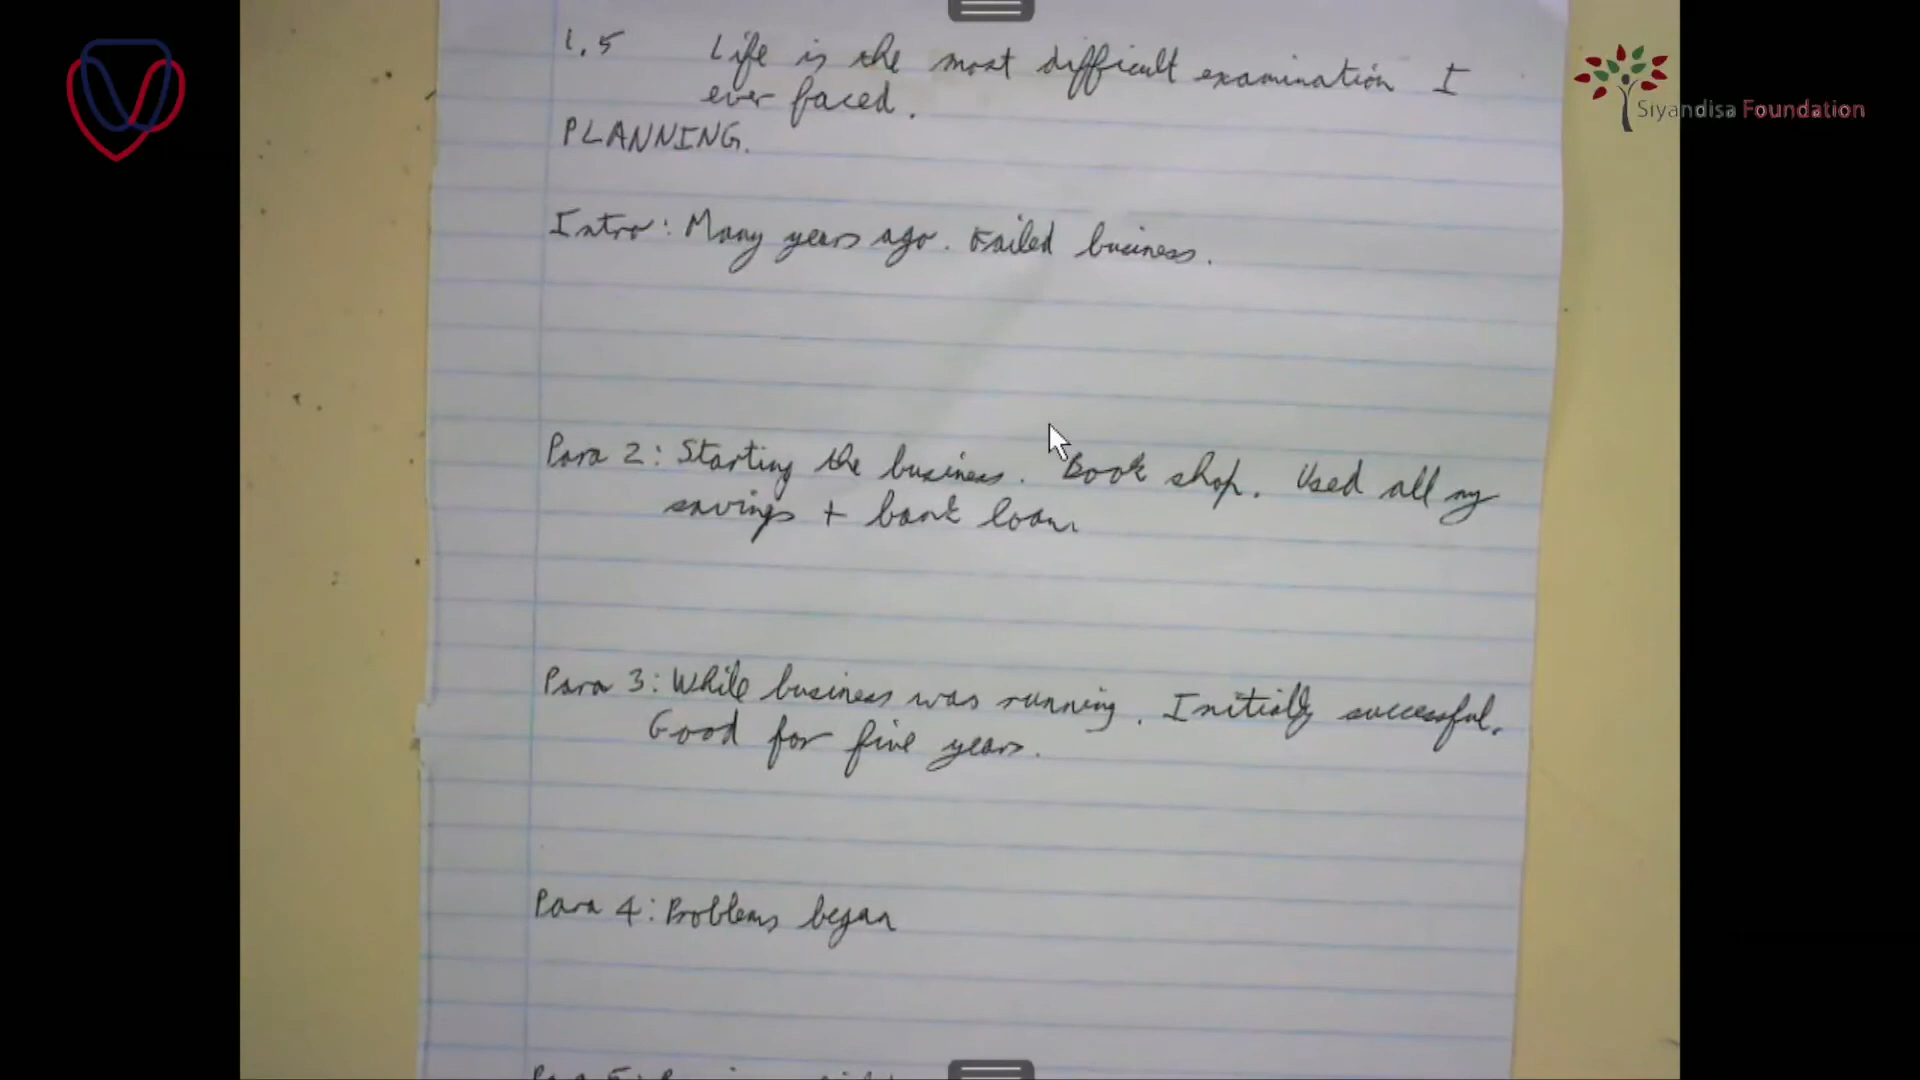 1.5 Life is the most difficult examination I
ever faced.
PLANNING.
Intro: Many years ago. Failed business.
Para 2: Starting the business. Book shop. Used all my
savings + bank loan.
Para 3: While business was running. Initially successful.
Good for five years.
Para 4: Problems began
Para 5:
Siyandisa Foundation